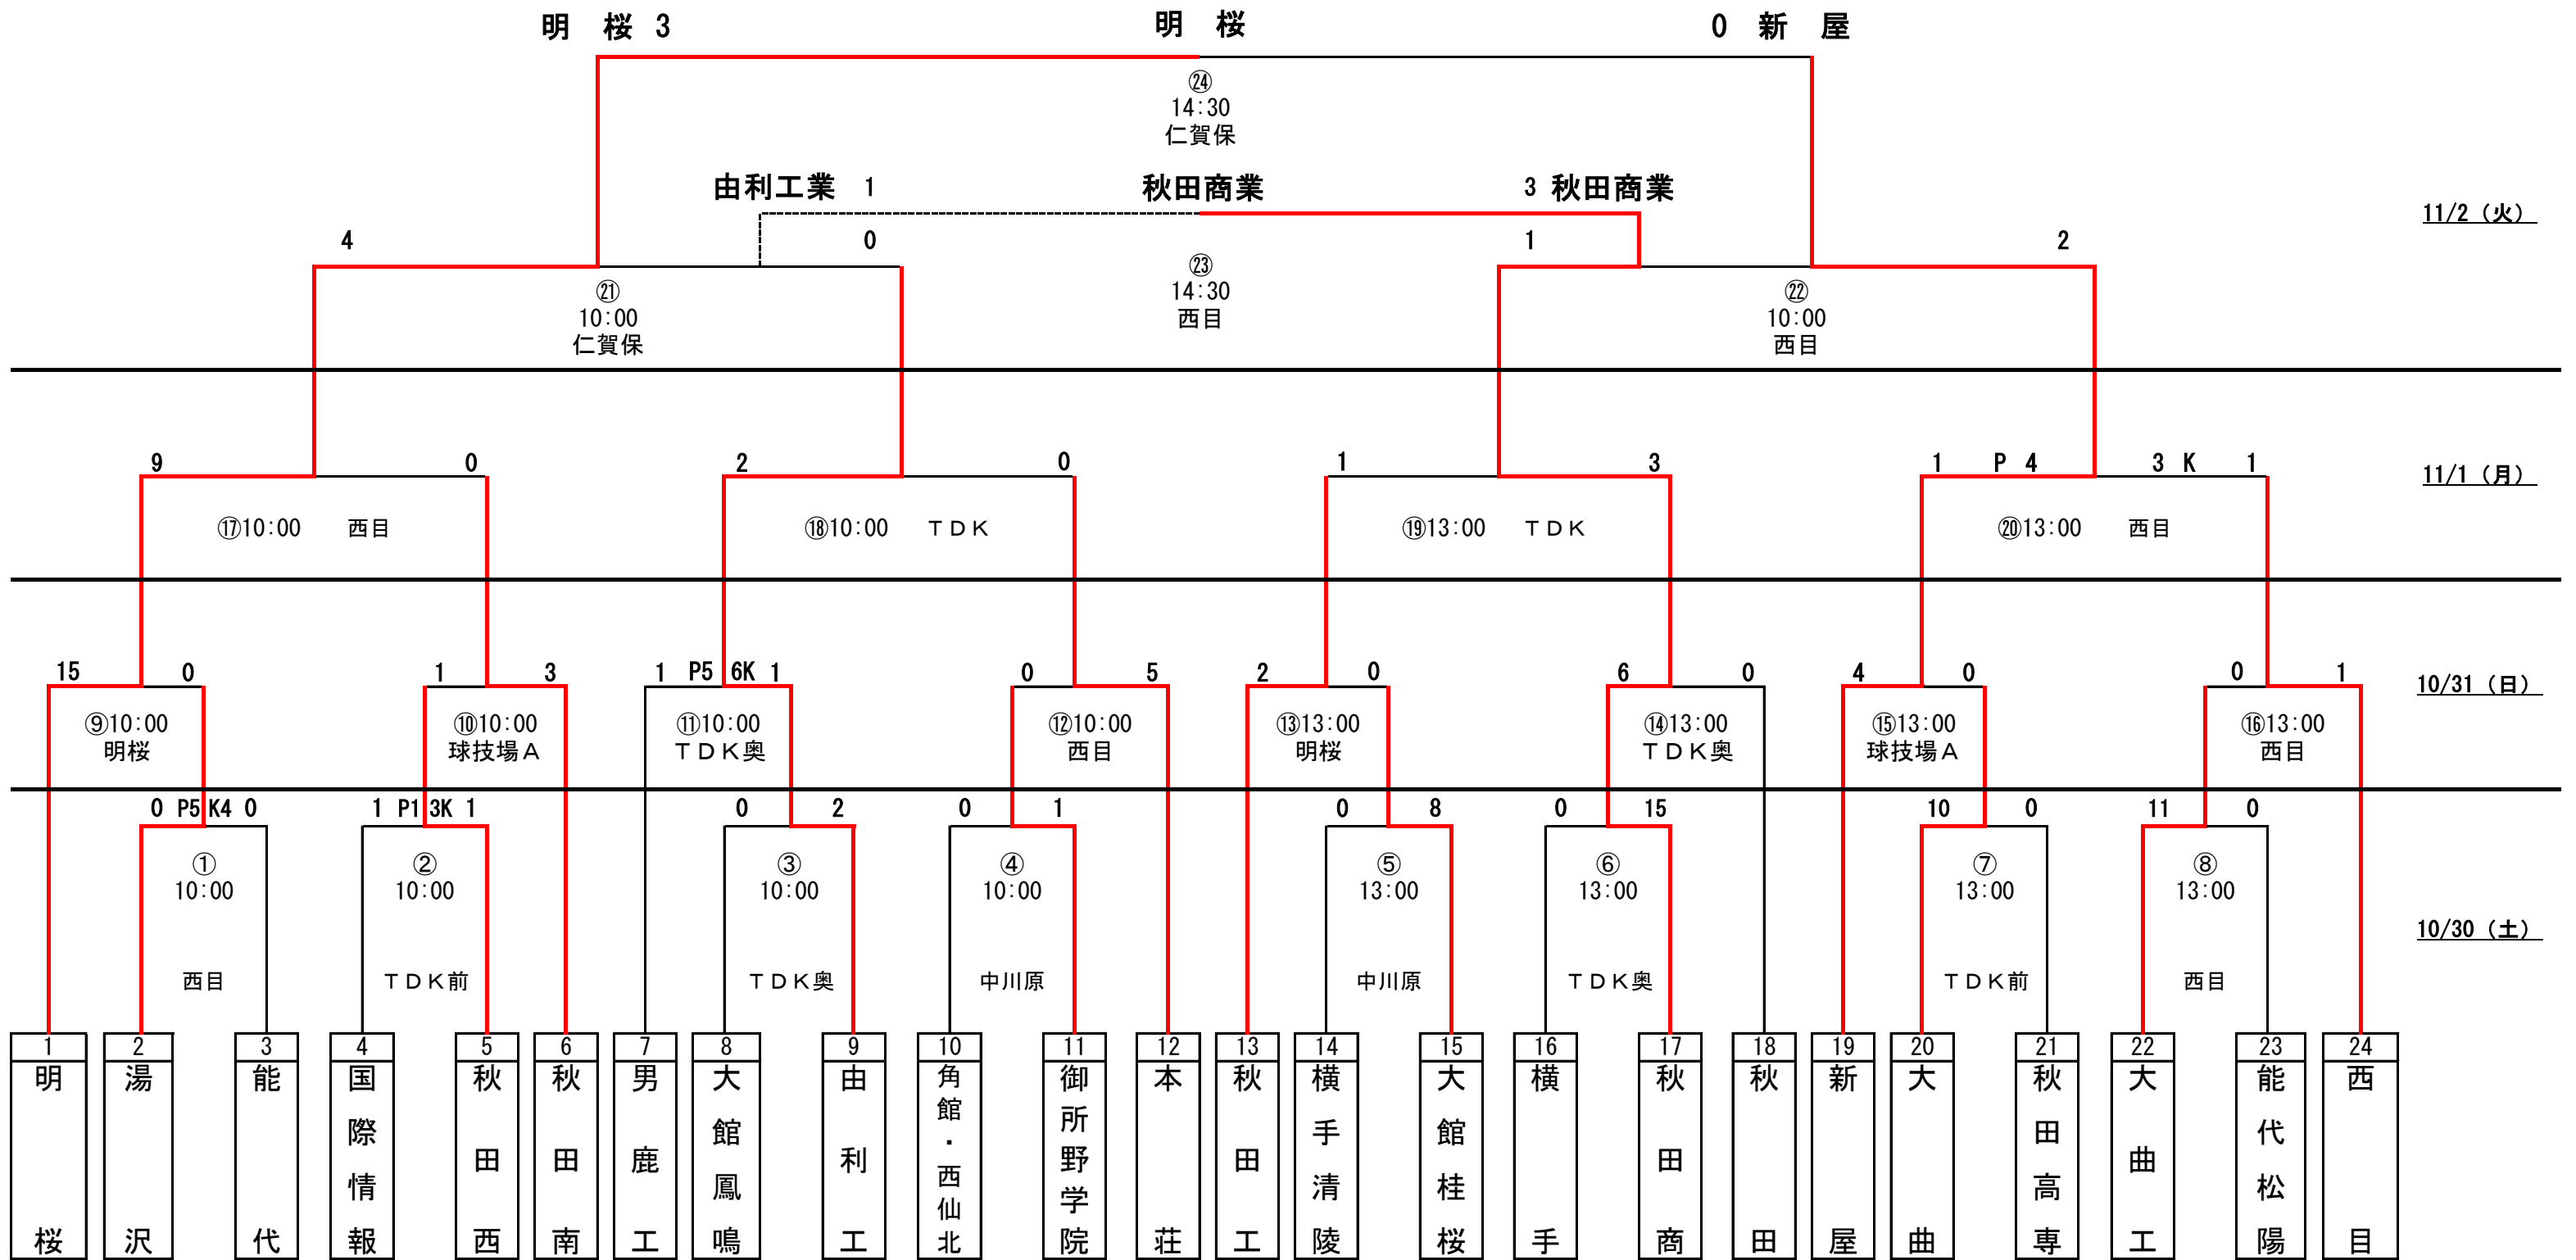 明　桜 3　明　桜　0 新　屋
㉔
14:30
仁賀保
由利工業 1　秋田商業　3 秋田商業
11/2（火）
4　0　1　2
㉑
10:00
仁賀保
㉓
14:30
西目
㉒
10:00
西目
9　0　2　0　1　3　1 P 4　3 K 1
11/1（月）
⑰10:00　西目
⑱10:00　ＴＤＫ
⑲13:00　ＴＤＫ
⑳13:00　西目
15　0　1　3　1 P5 6K 1　0　5　2　0　6　0　4　0　0　1
10/31（日）
⑨10:00
明桜
⑩10:00
球技場Ａ
⑪10:00
ＴＤＫ奥
⑫10:00
西目
⑬13:00
明桜
⑭13:00
ＴＤＫ奥
⑮13:00
球技場Ａ
⑯13:00
西目
0 P5 K4 0　1 P1 3K 1　0　2　0　1　0　8　0　15　10　0　11　0
①
10:00
西目
②
10:00
ＴＤＫ前
③
10:00
ＴＤＫ奥
④
10:00
中川原
⑤
13:00
中川原
⑥
13:00
ＴＤＫ奥
⑦
13:00
ＴＤＫ前
⑧
13:00
西目
10/30（土）
1
明桜
2
湯沢
3
能代
4
国際情報
5
秋田西
6
秋田南
7
男鹿工
8
大館鳳鳴
9
由利工
10
角館・西仙北
11
御所野学院
12
本荘
13
秋田工
14
横手清陵
15
大館桂桜
16
横手
17
秋田商
18
秋田
19
新屋
20
大曲
21
秋田高専
22
大曲工
23
能代松陽
24
西目